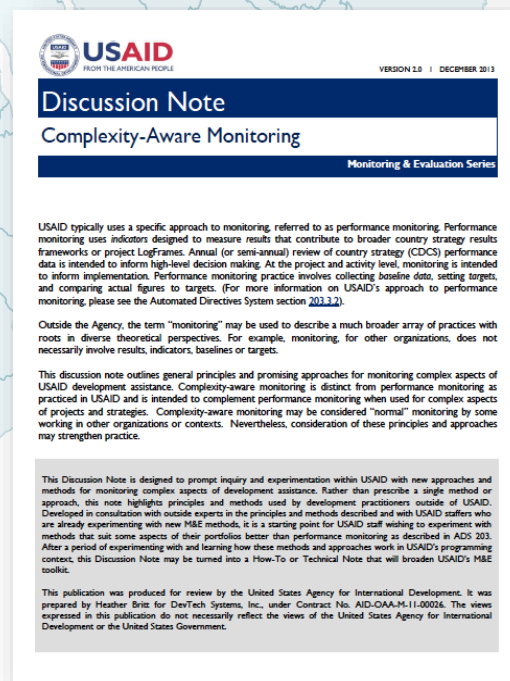 USAID
FROM THE AMERICAN PEOPLE
VERSION 2.0 I DECEMBER 2013
Discussion Note
Complexity-Aware Monitoring
Monitoring & Evaluation Series
USAID typically uses a specific approach to monitoring, referred to as performance monitoring. Performance
monitoring uses indicators designed to measure results that contribute to broader country strategy results
frameworks or project LogFrames. Annual (or semi-annual) review of country strategy (CDCS) performance
data is intended to inform high-level decision making. At the project and activity level, monitoring is intended
to inform implementation. Performance monitoring practice involves collecting baseline data, setting targets,
and comparing actual figures to targets. (For more information on USAID's approach to performance
monitoring, please see the Automated Directives System section 203.3.2).
Outside the Agency, the term "monitoring" may be used to describe a much broader array of practices with
roots in diverse theoretical perspectives. For example, monitoring, for other organizations, does not
necessarily involve results, indicators, baselines or targets.
This discussion note outlines general principles and promising approaches for monitoring complex aspects of
USAID development assistance. Complexity-aware monitoring is distinct from performance monitoring as
practiced in USAID and is intended to complement performance monitoring when used for complex aspects
of projects and strategies. Complexity-aware monitoring may be considered "normal" monitoring by some
working in other organizations or contexts. Nevertheless, consideration of these principles and approaches
may strengthen practice.
This Discussion Note is designed to prompt inquiry and experimentation within USAID with new approaches and
methods for monitoring complex aspects of development assistance. Rather than prescribe a single method or
approach, this note highlights principles and methods used by development practitioners outside of USAID.
Developed in consultation with outside experts in the principles and methods described and with USAID staffers who
are already experimenting with new M&E methods, it is a starting point for USAID staff wishing to experiment with
methods that suit some aspects of their portfolios better than performance monitoring as described in ADS 203.
After a period of experimenting with and learning how these methods and approaches work in USAID's programming
context, this Discussion Note may be turned into a How-To or Technical Note that will broaden USAID's M&E
toolkit.
This publication was produced for review by the United States Agency for International Development. It was
prepared by Heather Britt for DevTech Systems, Inc., under Contract No. AID-OAA-M-11-00026. The views
expressed in this publication do not necessarily reflect the views of the United States Agency for International
Development or the United States Government.